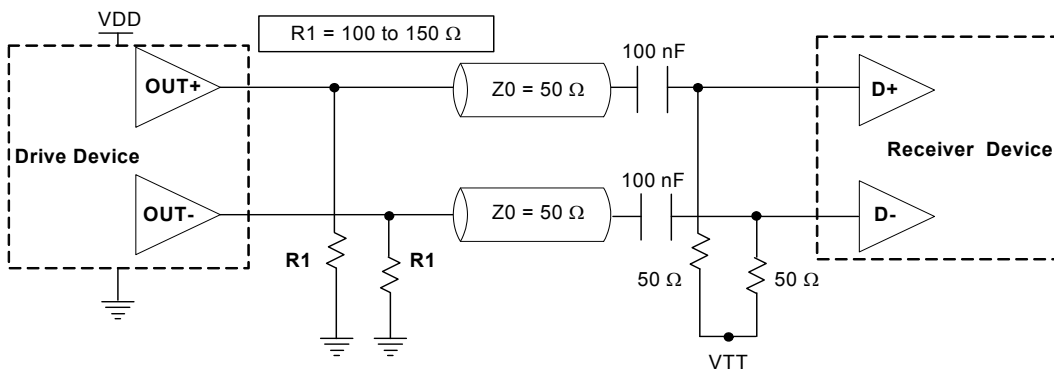 VDD
R1 = 100 to 150 Ω
100 nF
OUT+
Z0 = 50 Ω
D+
Drive Device
Receiver Device
100 nF
OUT-
Z0 = 50 Ω
D-
R1
R1
50 Ω
50 Ω
VTT